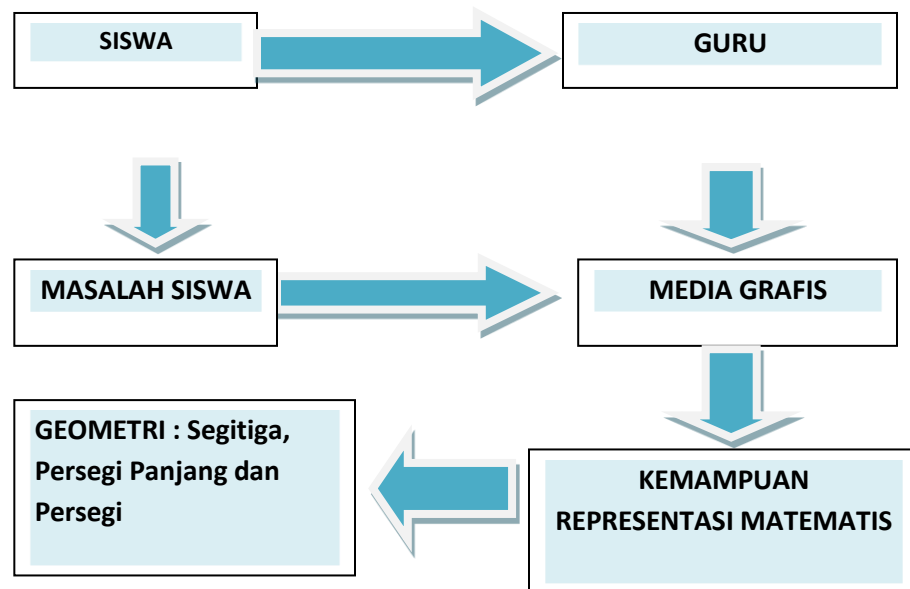 SISWA
GURU
MASALAH SISWA
MEDIA GRAFIS
GEOMETRI : Segitiga,
Persegi Panjang dan
Persegi
KEMAMPUAN
REPRESENTASI MATEMATIS